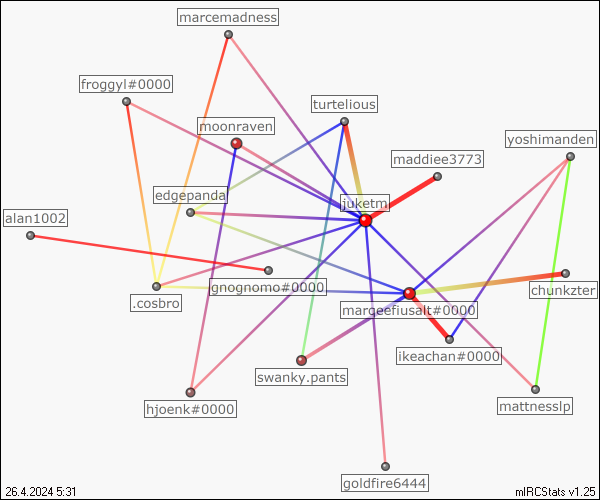 marcemadness
froggyl#0000
turtelious
moonraven
yoshimanden
maddiee3773
edgepanda
juketm
alan1002
gnognomo#0000
chunkzter
.cosbro
marceefiusalt#0000
ikeachan#0000
swanky.pants
hjoenk#0000
mattnesslp
goldfire6444
26.4.2024 5:31
mIRCStats v1.25